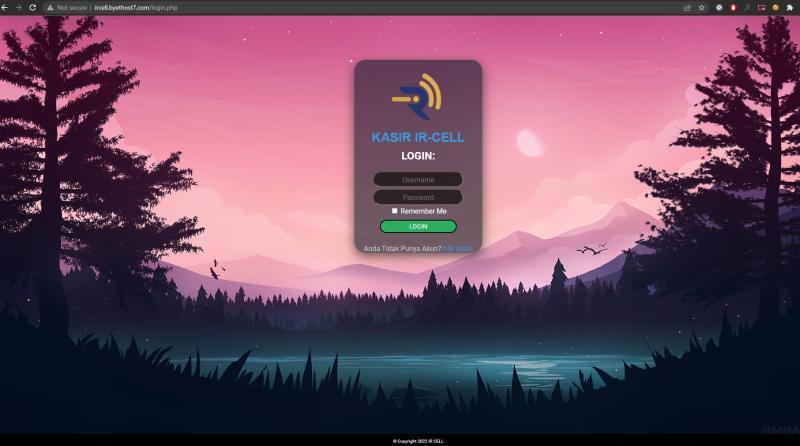 Not secure | ircell.byethost7.com/login.php
KASIR IR-CELL
LOGIN:
Username
Password
Remember Me
LOGIN
Anda Tidak Punya Akun? Klik disini
RMRA
© Copyright 2022 IR CELL